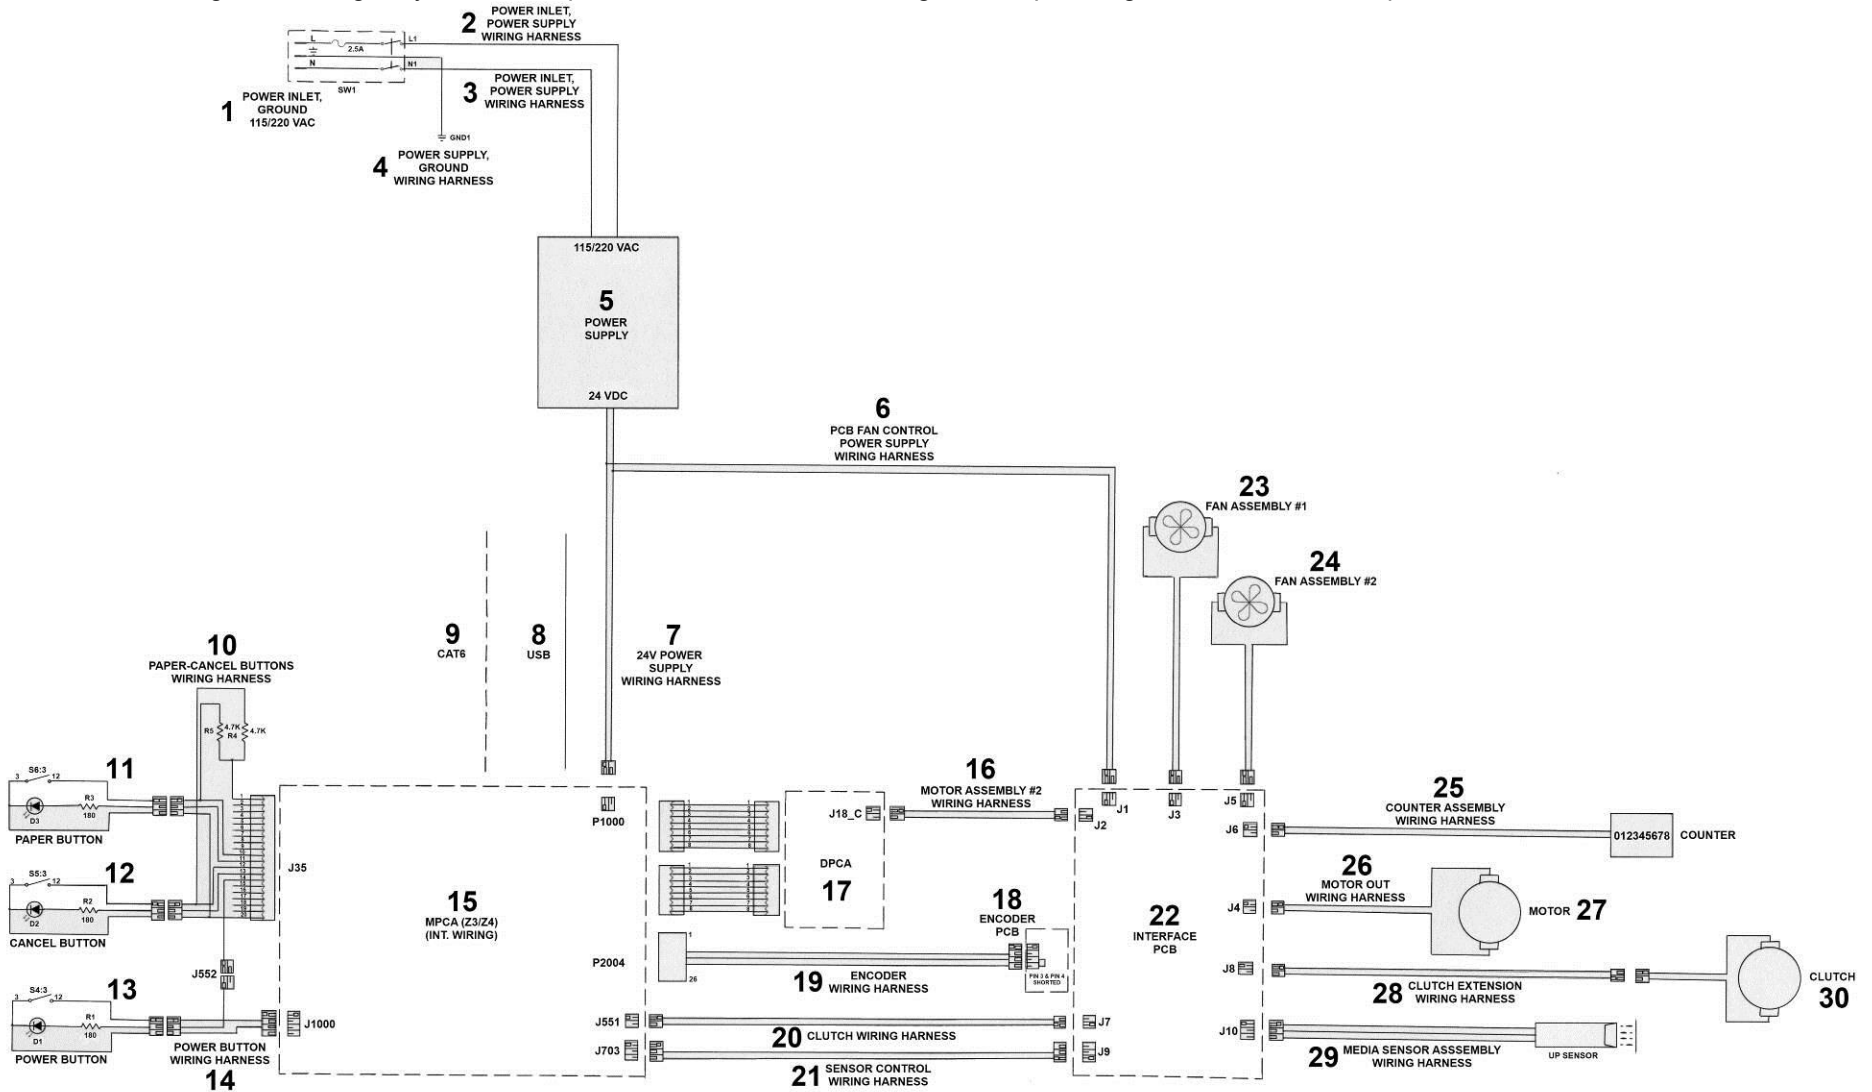 2
POWER INLET,
POWER SUPPLY
WIRING HARNESS
L
2.5A
L1
N
N1
SW1
1
POWER INLET,
GROUND
115/220 VAC
3
POWER INLET,
POWER SUPPLY
WIRING HARNESS
GND1
4
POWER SUPPLY,
GROUND
WIRING HARNESS
115/220 VAC
5
POWER
SUPPLY
24 VDC
6
PCB FAN CONTROL
POWER SUPPLY
WIRING HARNESS
23
FAN ASSEMBLY #1
24
FAN ASSEMBLY #2
9
CAT6
8
USB
7
24V POWER
SUPPLY
WIRING HARNESS
10
PAPER-CANCEL BUTTONS
WIRING HARNESS
R5
4.7K
R4
4.7K
11
3
S6:3
12
R3
180
D3
PAPER BUTTON
12
3
S5:3
12
R2
180
D2
CANCEL BUTTON
13
3
S4:3
12
R1
180
D1
POWER BUTTON
J35
J552
J1000
POWER BUTTON
WIRING HARNESS
14
15
MPCA (Z3/Z4)
(INT. WIRING)
P1000
P2004
J551
J703
1
26
J18_C
DPCA
17
16
MOTOR ASSEMBLY #2
WIRING HARNESS
18
ENCODER
PCB
PIN 3 & PIN 4
SHORTED
19
ENCODER
WIRING HARNESS
20
CLUTCH WIRING HARNESS
21
SENSOR CONTROL
WIRING HARNESS
J1
J2
J3
J5
J6
J4
J8
J10
J7
J9
22
INTERFACE
PCB
25
COUNTER ASSEMBLY
WIRING HARNESS
012345678
COUNTER
26
MOTOR OUT
WIRING HARNESS
MOTOR
27
28
CLUTCH EXTENSION
WIRING HARNESS
CLUTCH
30
29
MEDIA SENSOR ASSSEMBLY
WIRING HARNESS
UP SENSOR